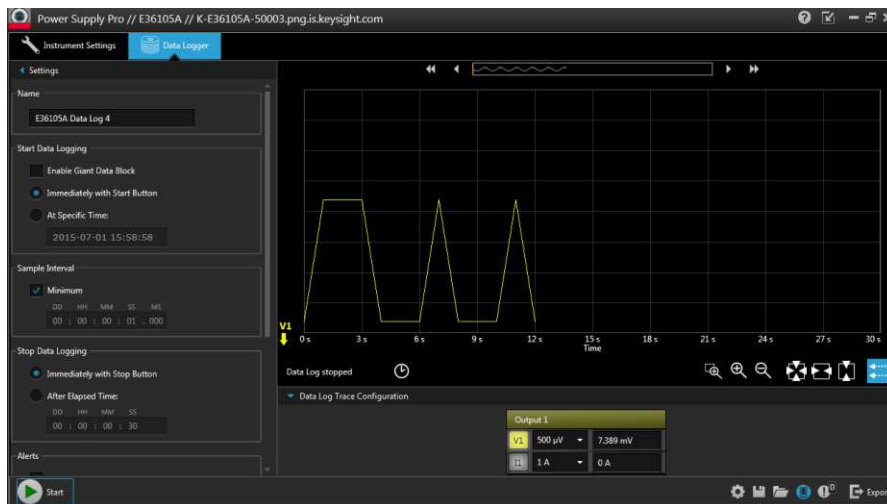 Power Supply Pro // E36105A // K-E36105A-50003.png.is.keysight.com
Instrument Settings
Data Logger
Settings
Name
E36105A Data Log 4
Start Data Logging
Enable Giant Data Block
Immediately with Start Button
At Specific Time:
2015-07-01 15:58:58
Sample Interval
Minimum
DD HH MM SS MS
00 : 00 : 00 : 01 . 000
Stop Data Logging
Immediately with Stop Button
After Elapsed Time:
DD HH MM SS
00 : 00 : 00 : 30
Alerts
Start
V1
0 s 3 s 6 s 9 s 12 s 15 s 18 s 21 s 24 s 27 s 30 s
Time
Data Log stopped
Data Log Trace Configuration
Output 1
V1 500 µV 7.389 mV
I1 1 A 0 A
0
Export